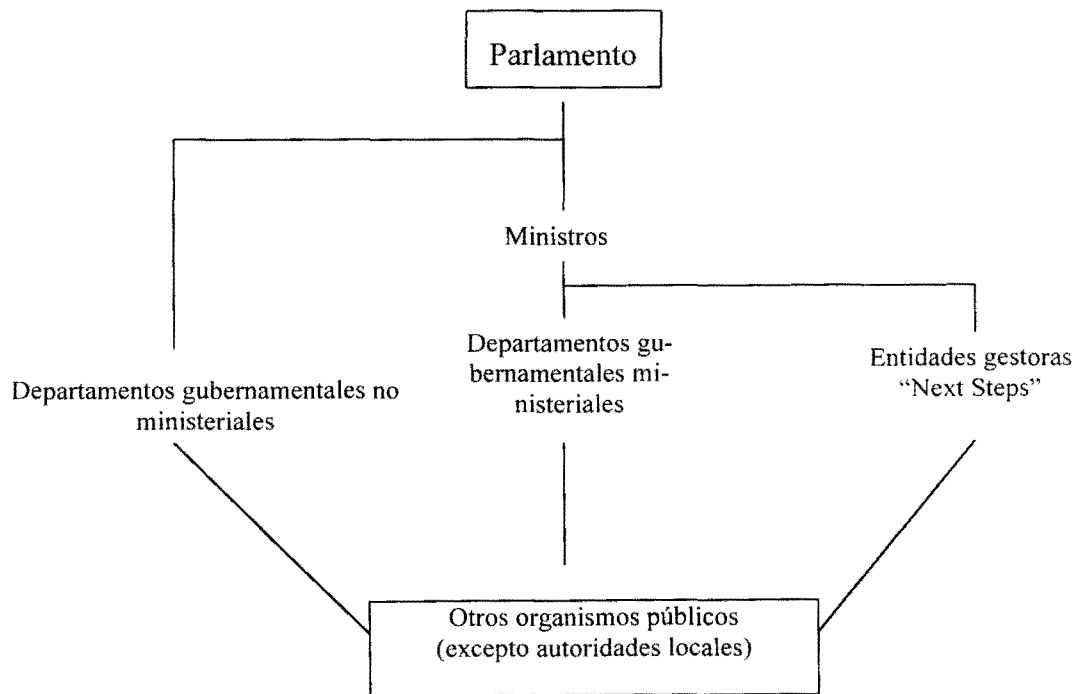 Parlamento
Ministros
Departamentos gubernamentales no
ministeriales
Departamentos gu-
bernamentales mi-
nisteriales
Entidades gestoras
“Next Steps”
Otros organismos públicos
(excepto autoridades locales)